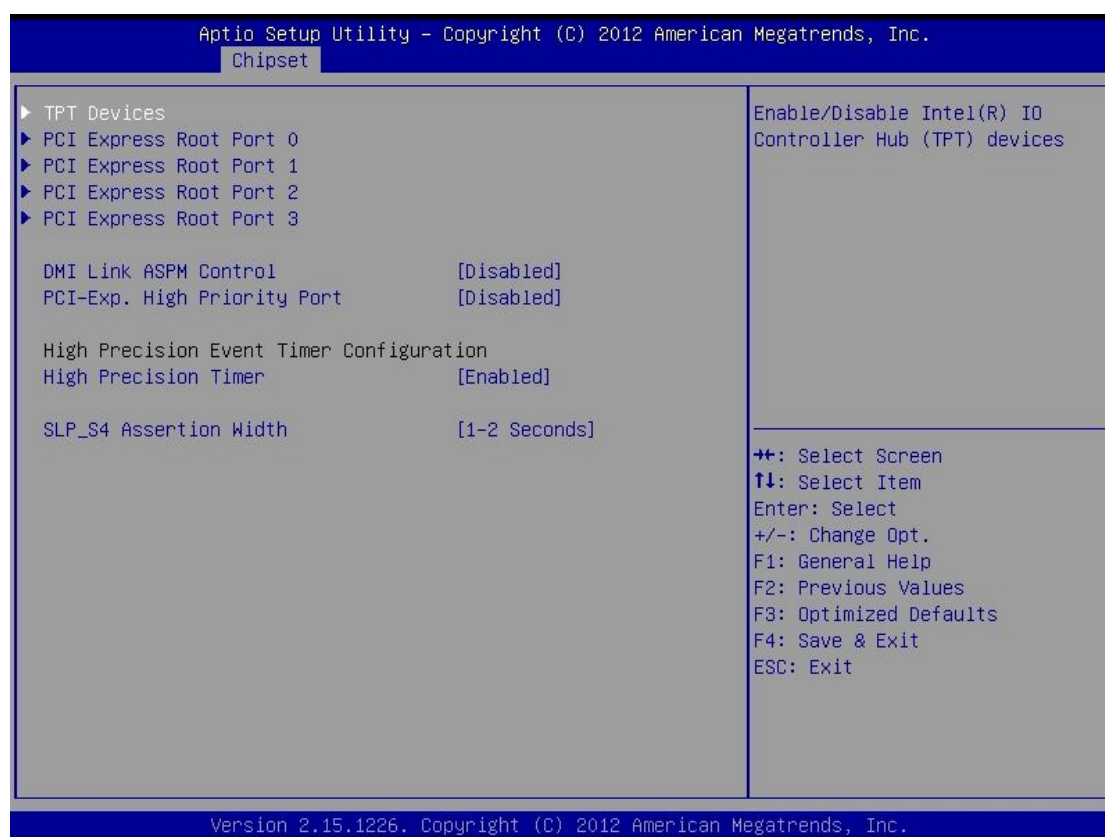 Aptio Setup Utility – Copyright (C) 2012 American Megatrends, Inc.
Chipset
▶ TPT Devices
▶ PCI Express Root Port 0
▶ PCI Express Root Port 1
▶ PCI Express Root Port 2
▶ PCI Express Root Port 3
DMI Link ASPM Control [Disabled]
PCI-Exp. High Priority Port [Disabled]
High Precision Event Timer Configuration
High Precision Timer [Enabled]
SLP_S4 Assertion Width [1-2 Seconds]
Enable/Disable Intel(R) IO
Controller Hub (TPT) devices
→←: Select Screen
↑↓: Select Item
Enter: Select
+/-: Change Opt.
F1: General Help
F2: Previous Values
F3: Optimized Defaults
F4: Save & Exit
ESC: Exit
Version 2.15.1226. Copyright (C) 2012 American Megatrends, Inc.